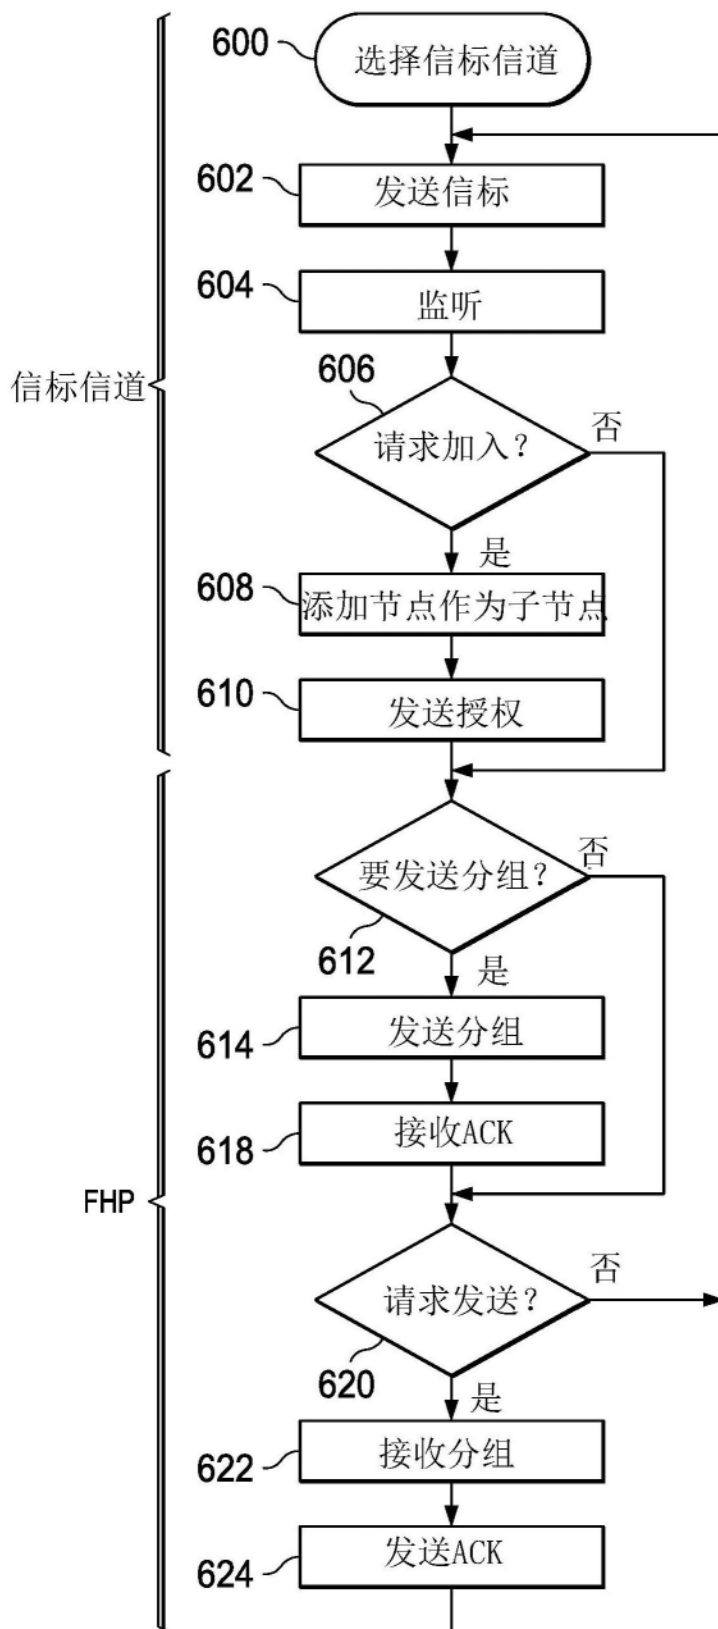 600
选择信标信道
602
发送信标
604
监听
信标信道
606
请求加入？
否
是
608
添加节点作为子节点
610
发送授权
要发送分组？
否
612
是
614
发送分组
618
接收ACK
FHP
请求发送？
否
620
是
622
接收分组
624
发送ACK